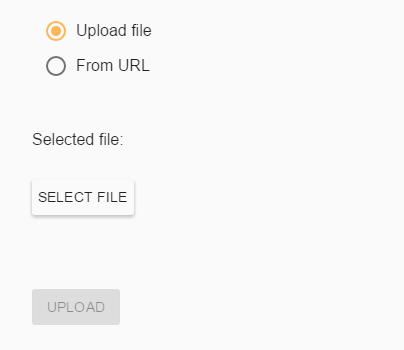 Upload file
From URL
Selected file:
SELECT FILE
UPLOAD